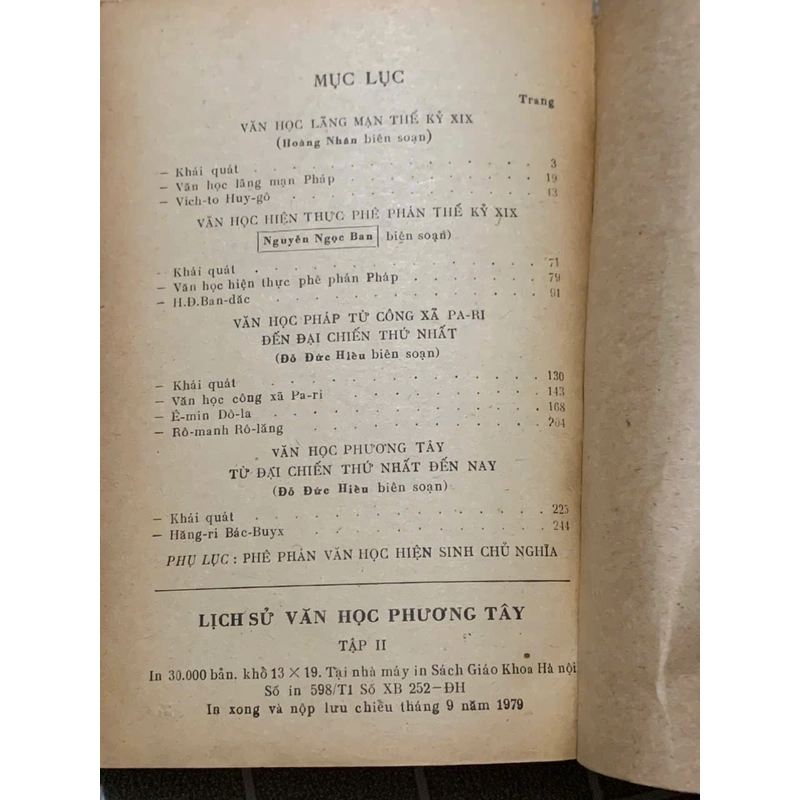 MỤC LỤC
Trang
VĂN HỌC LÃNG MẠN THẾ KỶ XIX
(Hoàng Nhân biên soạn)
— Khái quát . . . . . . . . . . 3
— Văn học lãng mạn Pháp . . . . . . . . 19
— Vich-to Huy-gô . . . . . . . . . 43
VĂN HỌC HIỆN THỰC PHÊ PHÁN THẾ KỶ XIX
Nguyễn Ngọc Ban biên soạn)
Khái quát . . . . . . . . . . 71
— Văn học hiện thực phê phán Pháp . . . . . . 79
— H.Đ.Ban-dắc . . . . . . . . . 91
VĂN HỌC PHÁP TỪ CÔNG XÃ PA-RI
ĐẾN ĐẠI CHIẾN THỨ NHẤT
(Đỗ Đức Hiểu biên soạn)
— Khái quát . . . . . . . . . . 130
— Văn học công xã Pa-ri . . . . . . . . 143
— Ê-min Dô-la . . . . . . . . . 168
— Rô-manh Rô-lăng . . . . . . . . 204
VĂN HỌC PHƯƠNG TÂY
TỪ ĐẠI CHIẾN THỨ NHẤT ĐẾN NAY
(Đỗ Đức Hiểu biên soạn)
— Khái quát . . . . . . . . . . 225
— Hăng-ri Bác-Buyx . . . . . . . . 244
PHỤ LỤC : PHÊ PHÁN VĂN HỌC HIỆN SINH CHỦ NGHĨA
LỊCH SỬ VĂN HỌC PHƯƠNG TÂY
TẬP II
In 30.000 bản, khổ 13 × 19. Tại nhà máy in Sách Giáo Khoa Hà nội
Số in 598/T1 Số XB 252—ĐH
In xong và nộp lưu chiểu tháng 9 năm 1979